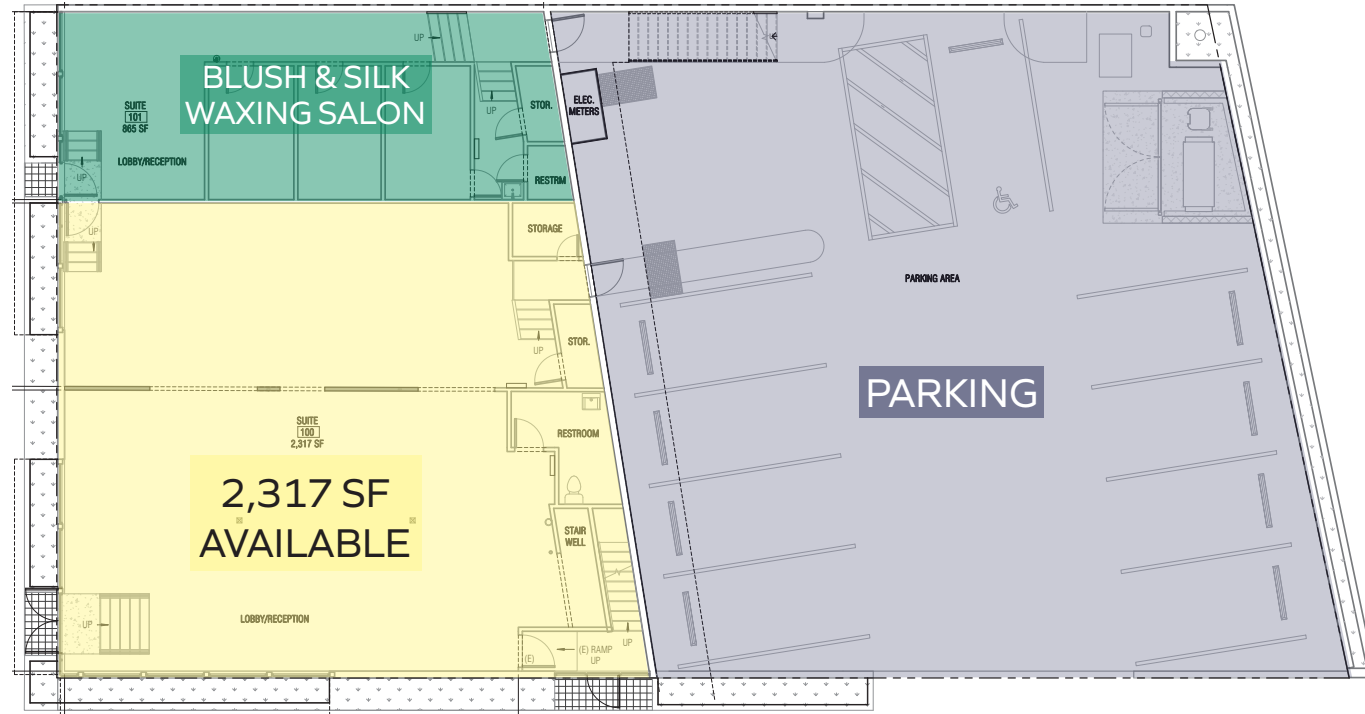 UP
BLUSH & SILK
WAXING SALON
SUITE
101
865 SF
LOBBY/RECEPTION
UP
UP
STOR.
RESTRM
ELEC.
METERS
UP
STORAGE
STOR.
UP
PARKING AREA
PARKING
SUITE
100
2,317 SF
RESTROOM
2,317 SF
AVAILABLE
STAIR
WELL
LOBBY/RECEPTION
UP
(E)
(E) RAMP
UP
UP